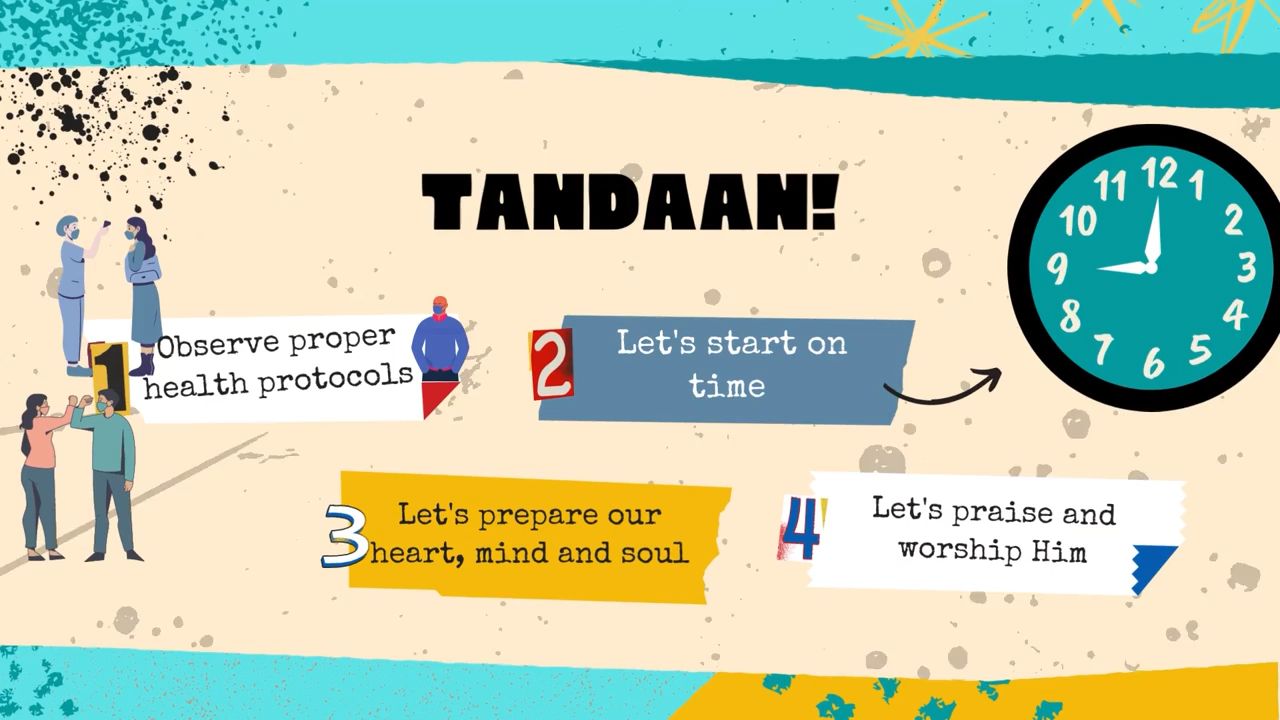 TANDAAN!
1
Observe proper
health protocols
2
Let's start on
time
3
Let's prepare our
heart, mind and soul
4
Let's praise and
worship Him
12
1
2
3
4
5
6
7
8
9
10
11